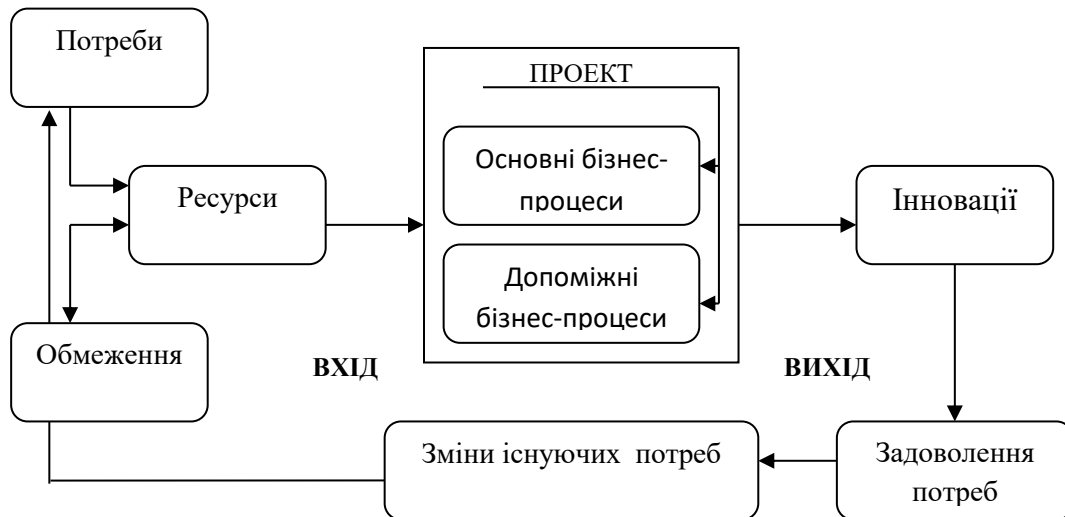 Потреби
ПРОЕКТ
Основні бізнес-
процеси
Ресурси
Інновації
Допоміжні
бізнес-процеси
Обмеження
ВХІД
ВИХІД
Зміни існуючих потреб
Задоволення
потреб